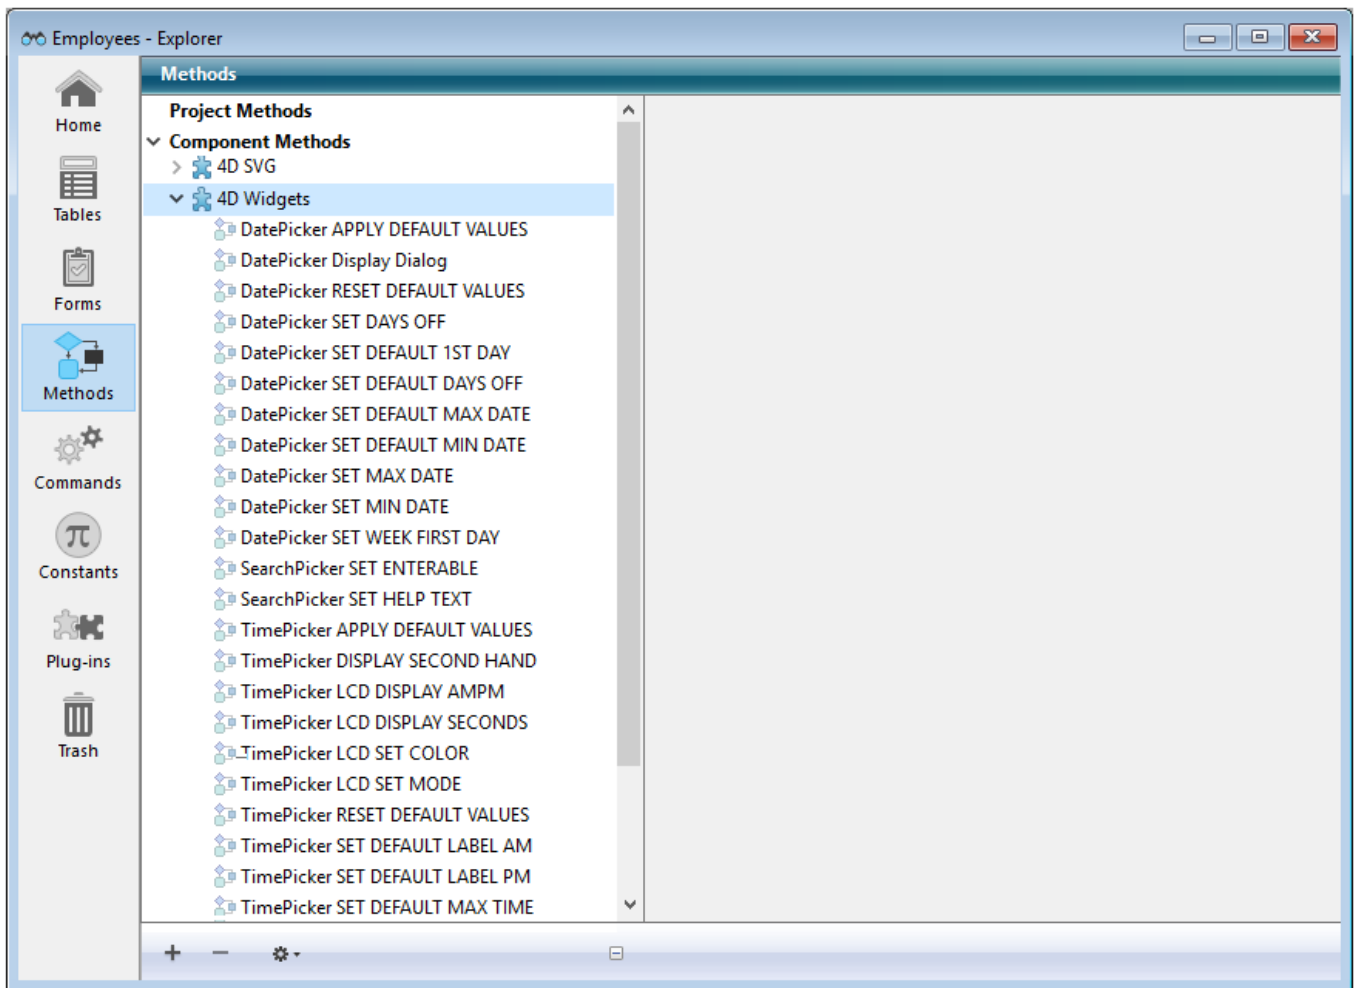 Employees - Explorer
Home
Tables
Forms
Methods
Commands
π
Constants
Plug-ins
Trash
Methods
Project Methods
Component Methods
4D SVG
4D Widgets
DatePicker APPLY DEFAULT VALUES
DatePicker Display Dialog
DatePicker RESET DEFAULT VALUES
DatePicker SET DAYS OFF
DatePicker SET DEFAULT 1ST DAY
DatePicker SET DEFAULT DAYS OFF
DatePicker SET DEFAULT MAX DATE
DatePicker SET DEFAULT MIN DATE
DatePicker SET MAX DATE
DatePicker SET MIN DATE
DatePicker SET WEEK FIRST DAY
SearchPicker SET ENTERABLE
SearchPicker SET HELP TEXT
TimePicker APPLY DEFAULT VALUES
TimePicker DISPLAY SECOND HAND
TimePicker LCD DISPLAY AMPM
TimePicker LCD DISPLAY SECONDS
TimePicker LCD SET COLOR
TimePicker LCD SET MODE
TimePicker RESET DEFAULT VALUES
TimePicker SET DEFAULT LABEL AM
TimePicker SET DEFAULT LABEL PM
TimePicker SET DEFAULT MAX TIME